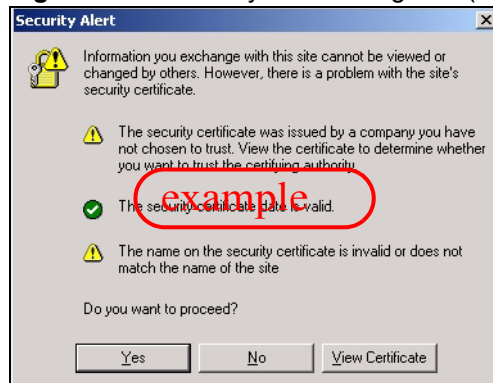 Security Alert
Information you exchange with this site cannot be viewed or
changed by others. However, there is a problem with the site's
security certificate.
The security certificate was issued by a company you have
not chosen to trust. View the certificate to determine whether
you want to trust the certifying authority.
The security certificate date is valid.
example
The name on the security certificate is invalid or does not
match the name of the site
Do you want to proceed?
Yes No View Certificate